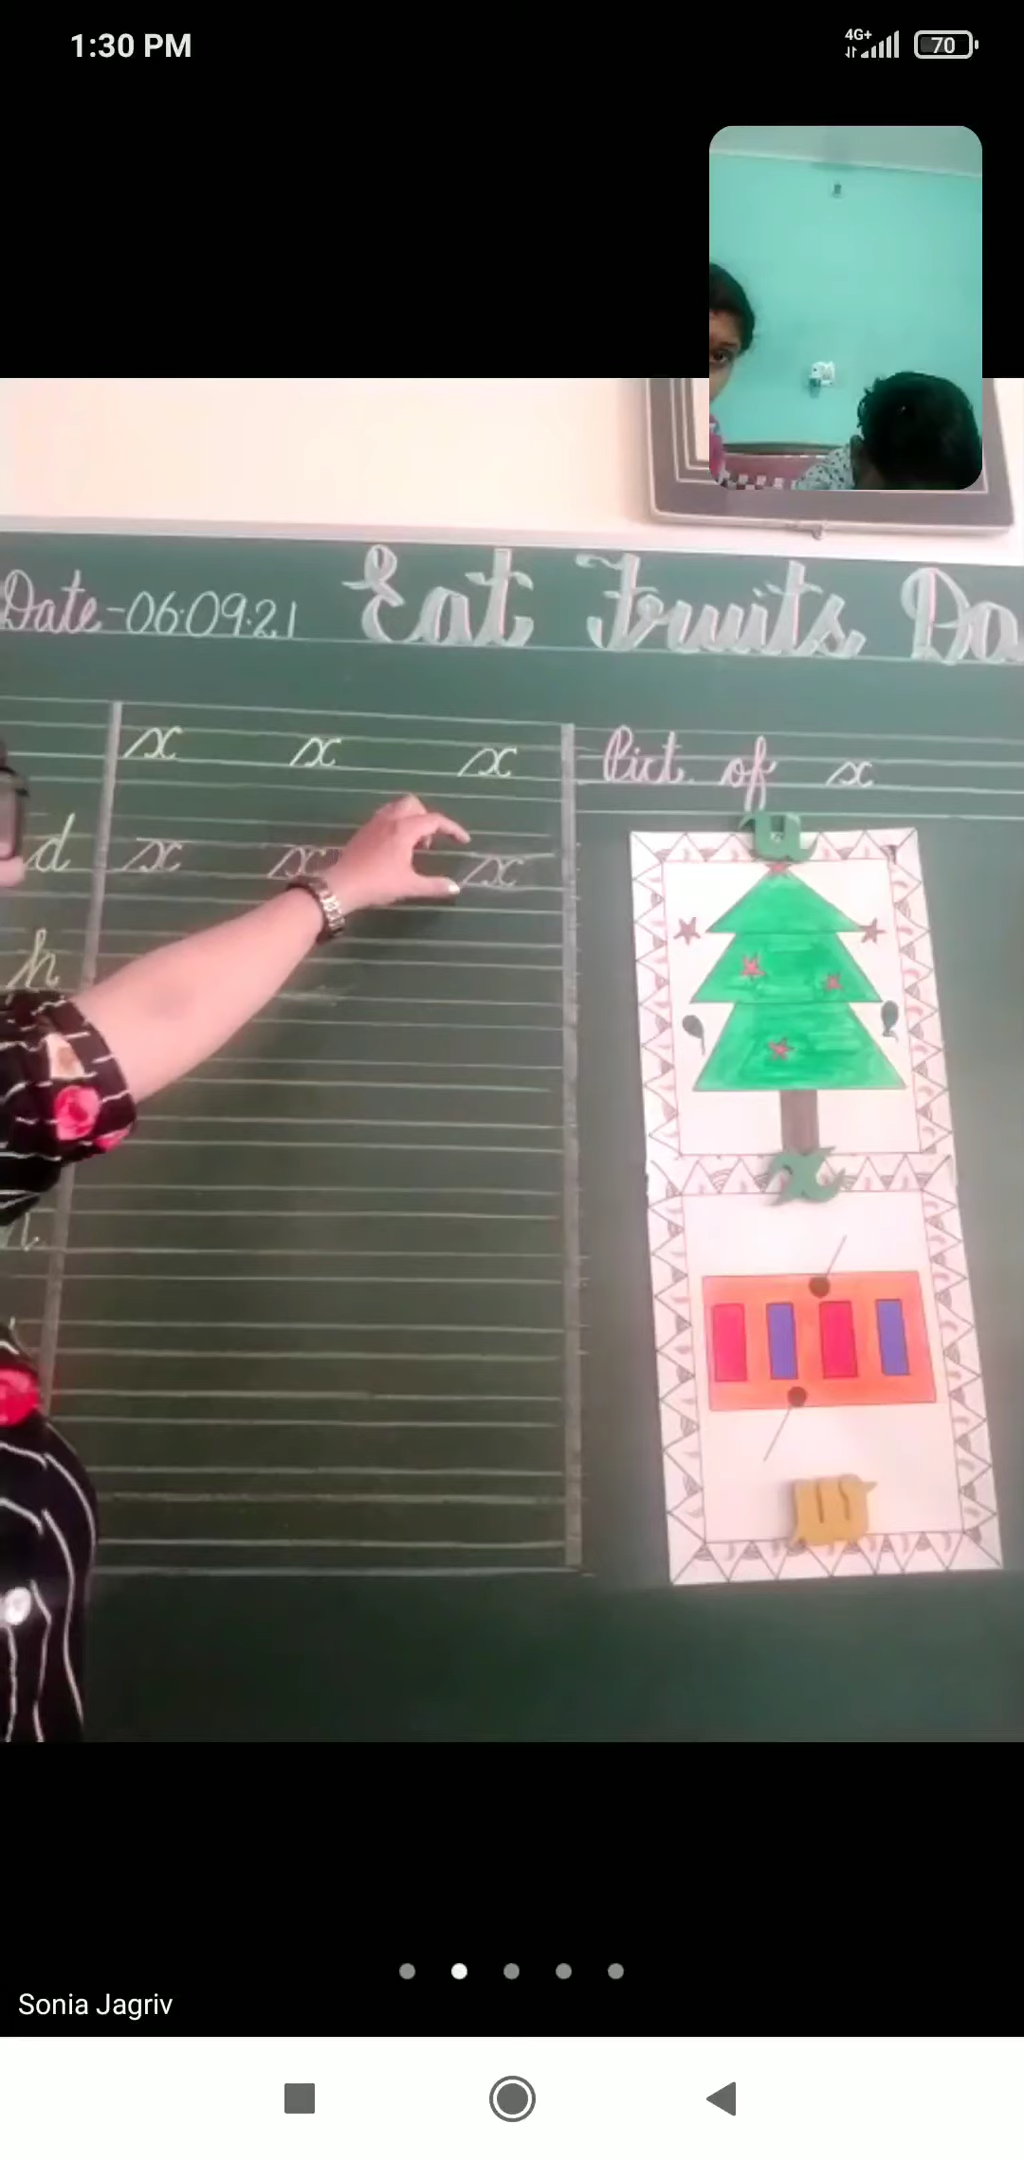 1:30 PM
4G+
70
Date-06.09.21 Eat Fruits Da
x x x
Pict. of x
u
d x x x
h
x
Sonia Jagriv